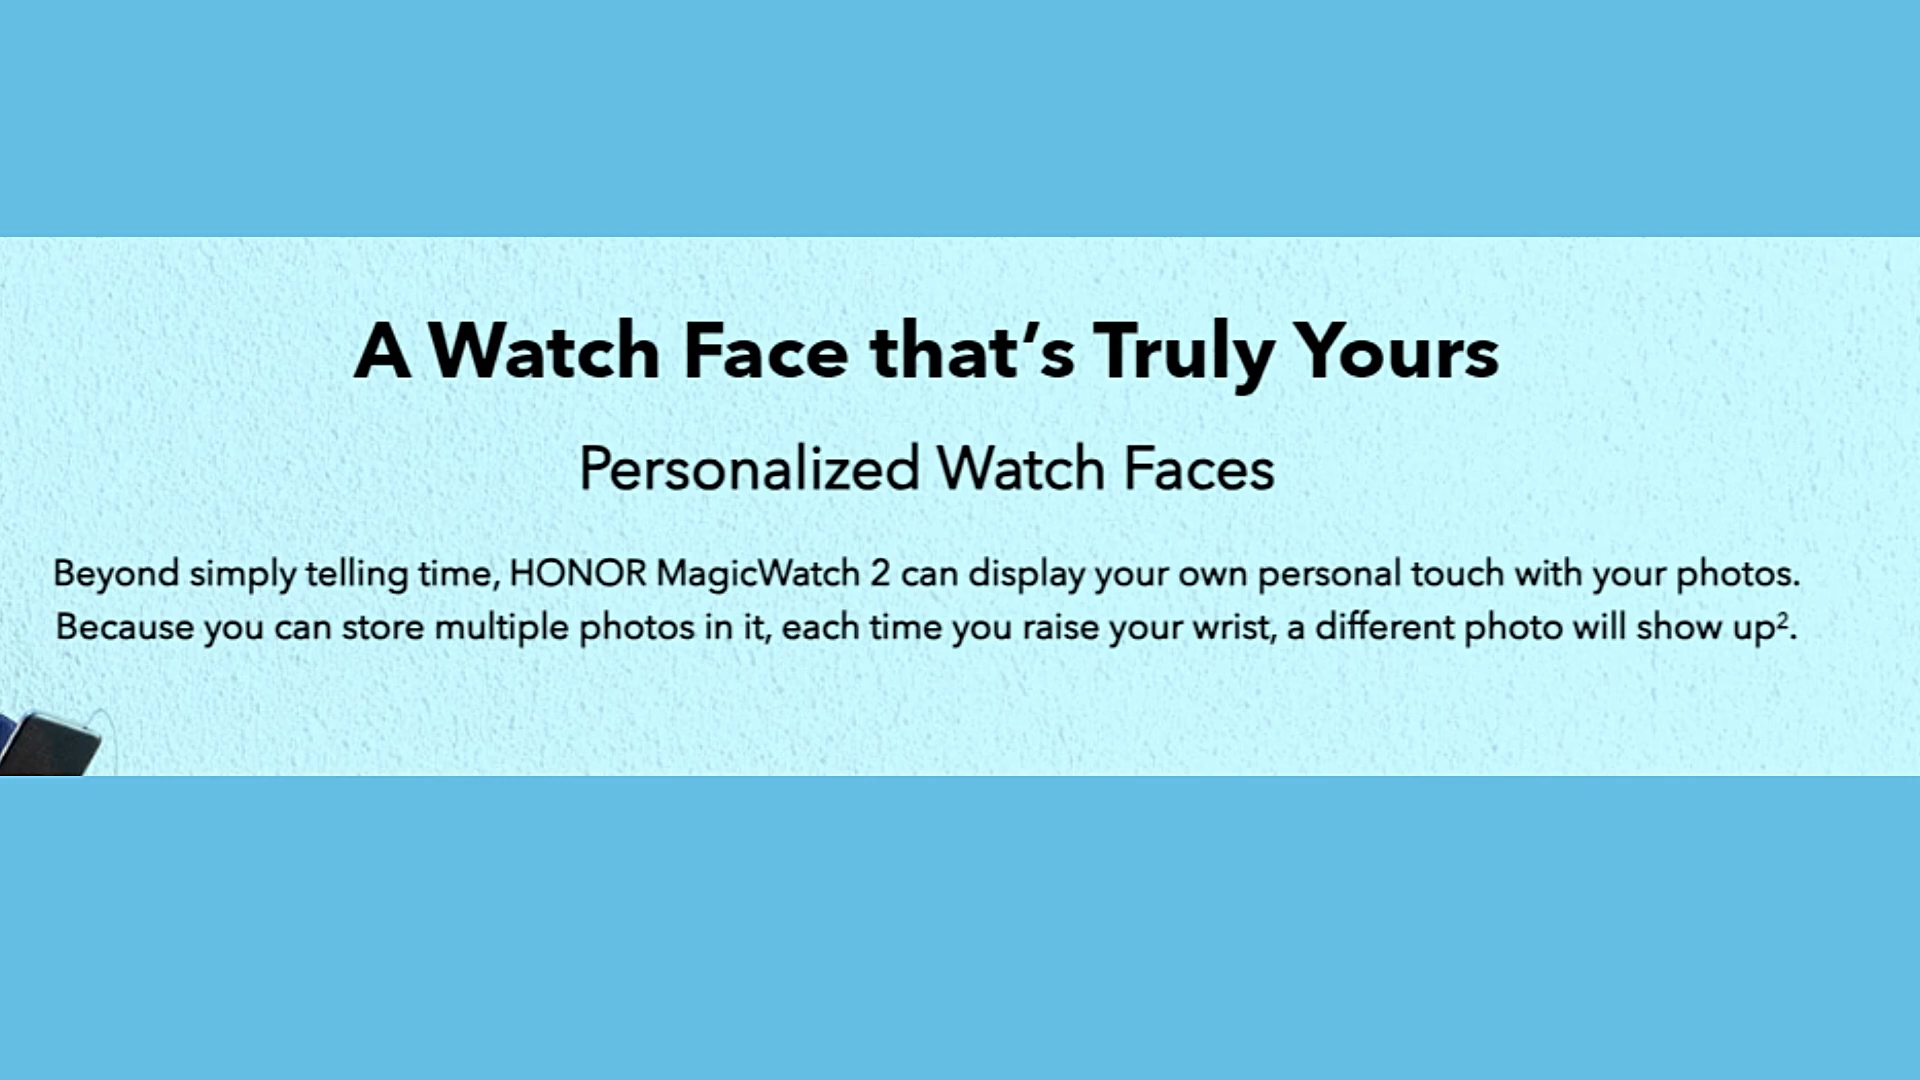 A Watch Face that’s Truly Yours
Personalized Watch Faces
Beyond simply telling time, HONOR MagicWatch 2 can display your own personal touch with your photos.
Because you can store multiple photos in it, each time you raise your wrist, a different photo will show up².